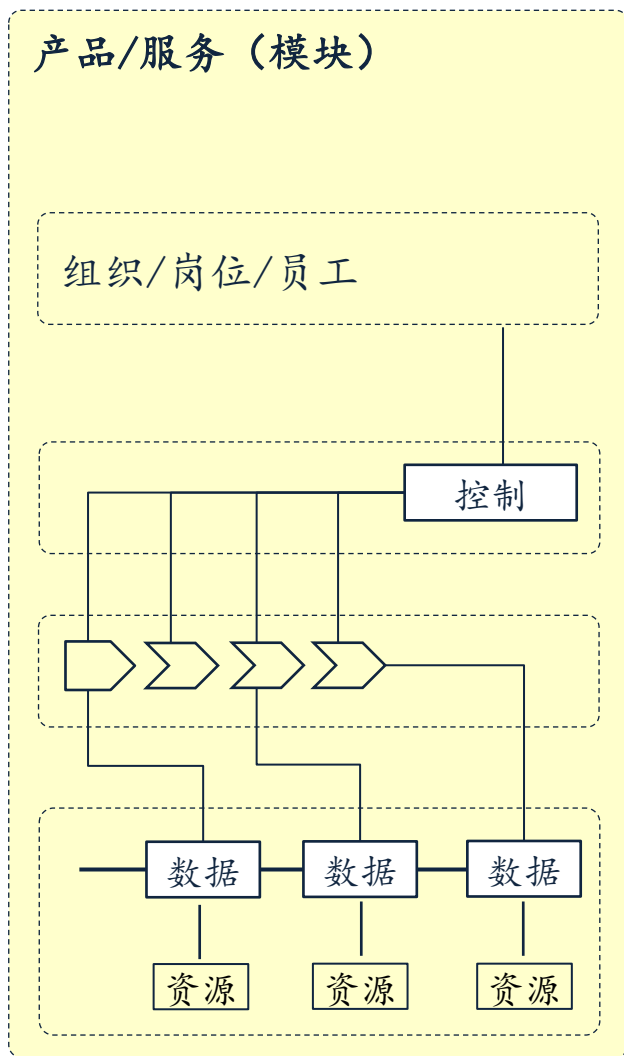 产品/服务（模块）
组织/岗位/员工
控制
数据 数据 数据
资源 资源 资源